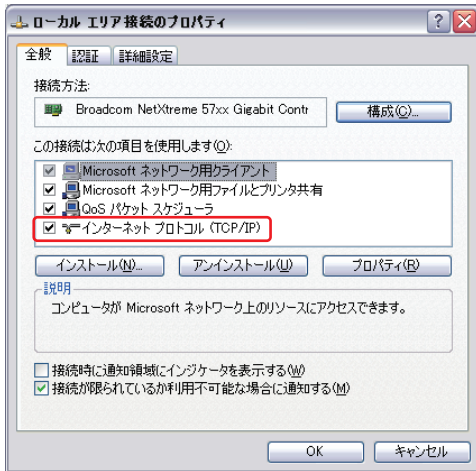 ローカル エリア接続のプロパティ
全般 認証 詳細設定
接続方法:
Broadcom NetXtreme 57xx Gigabit Contr 構成(C)...
この接続は次の項目を使用します(O):
Microsoft ネットワーク用クライアント
Microsoft ネットワーク用ファイルとプリンタ共有
QoS パケット スケジューラ
インターネット プロトコル (TCP/IP)
インストール(N)... アンインストール(U) プロパティ(R)
説明
コンピュータが Microsoft ネットワーク上のリソースにアクセスできます。
接続時に通知領域にインジケータを表示する(W)
接続が限られているか利用不可能な場合に通知する(M)
OK キャンセル